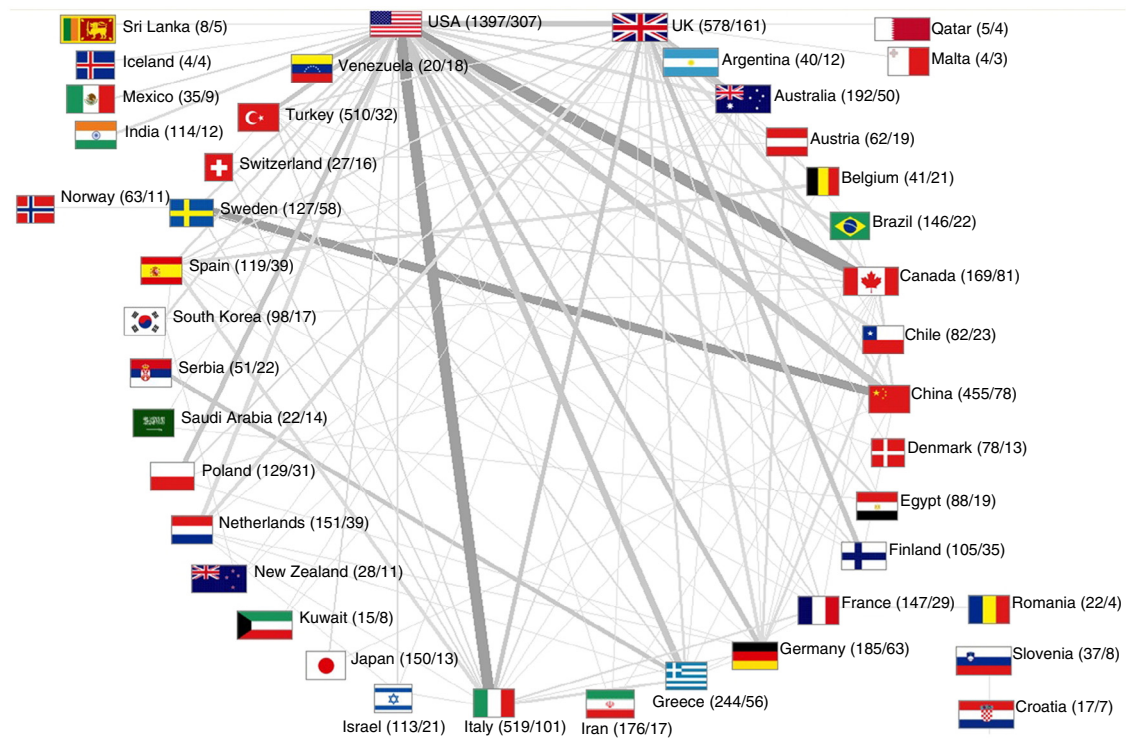 Sri Lanka (8/5)
USA (1397/307)
UK (578/161)
Qatar (5/4)
Iceland (4/4)
Venezuela (20/18)
Argentina (40/12)
Malta (4/3)
Mexico (35/9)
Australia (192/50)
Turkey (510/32)
India (114/12)
Austria (62/19)
Switzerland (27/16)
Belgium (41/21)
Norway (63/11)
Sweden (127/58)
Brazil (146/22)
Spain (119/39)
Canada (169/81)
South Korea (98/17)
Chile (82/23)
Serbia (51/22)
China (455/78)
Saudi Arabia (22/14)
Denmark (78/13)
Poland (129/31)
Egypt (88/19)
Netherlands (151/39)
Finland (105/35)
New Zealand (28/11)
France (147/29)
Romania (22/4)
Kuwait (15/8)
Germany (185/63)
Slovenia (37/8)
Japan (150/13)
Greece (244/56)
Croatia (17/7)
Israel (113/21)
Italy (519/101)
Iran (176/17)